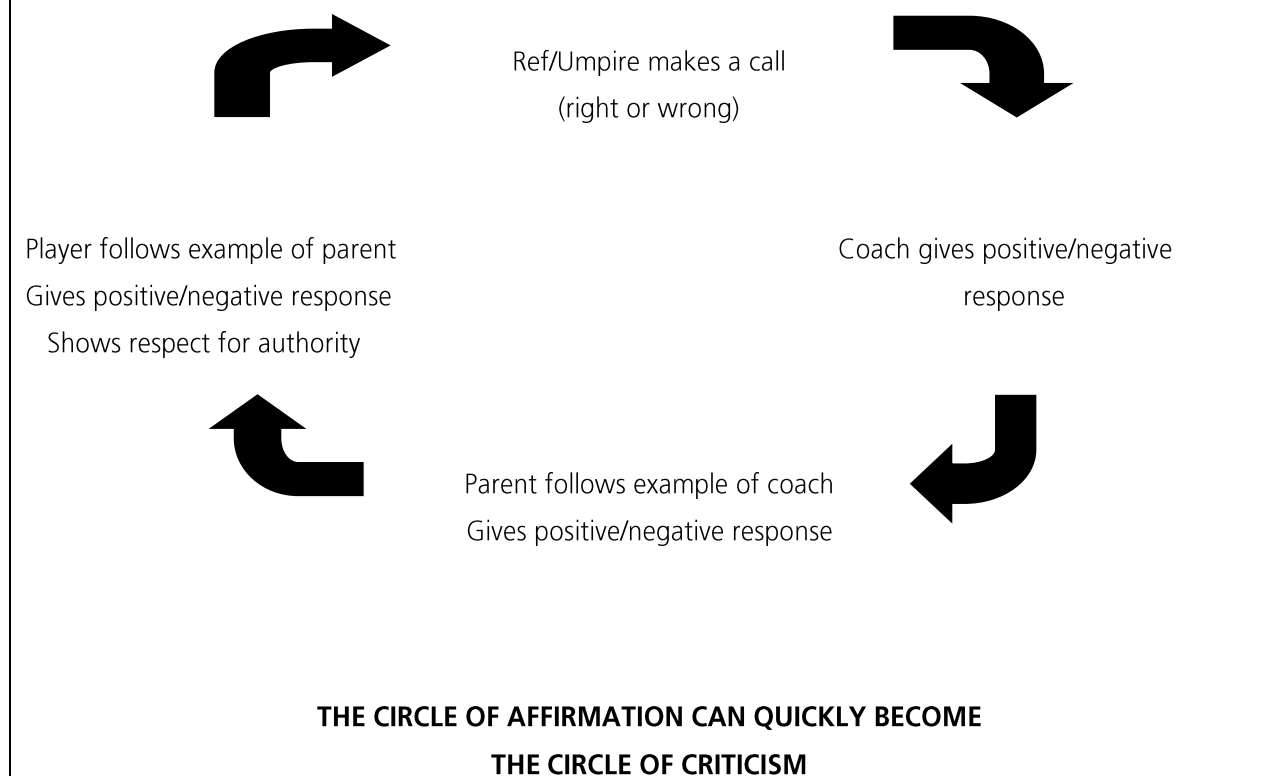 Ref/Umpire makes a call
(right or wrong)
Coach gives positive/negative
response
Parent follows example of coach
Gives positive/negative response
Player follows example of parent
Gives positive/negative response
Shows respect for authority
THE CIRCLE OF AFFIRMATION CAN QUICKLY BECOME
THE CIRCLE OF CRITICISM